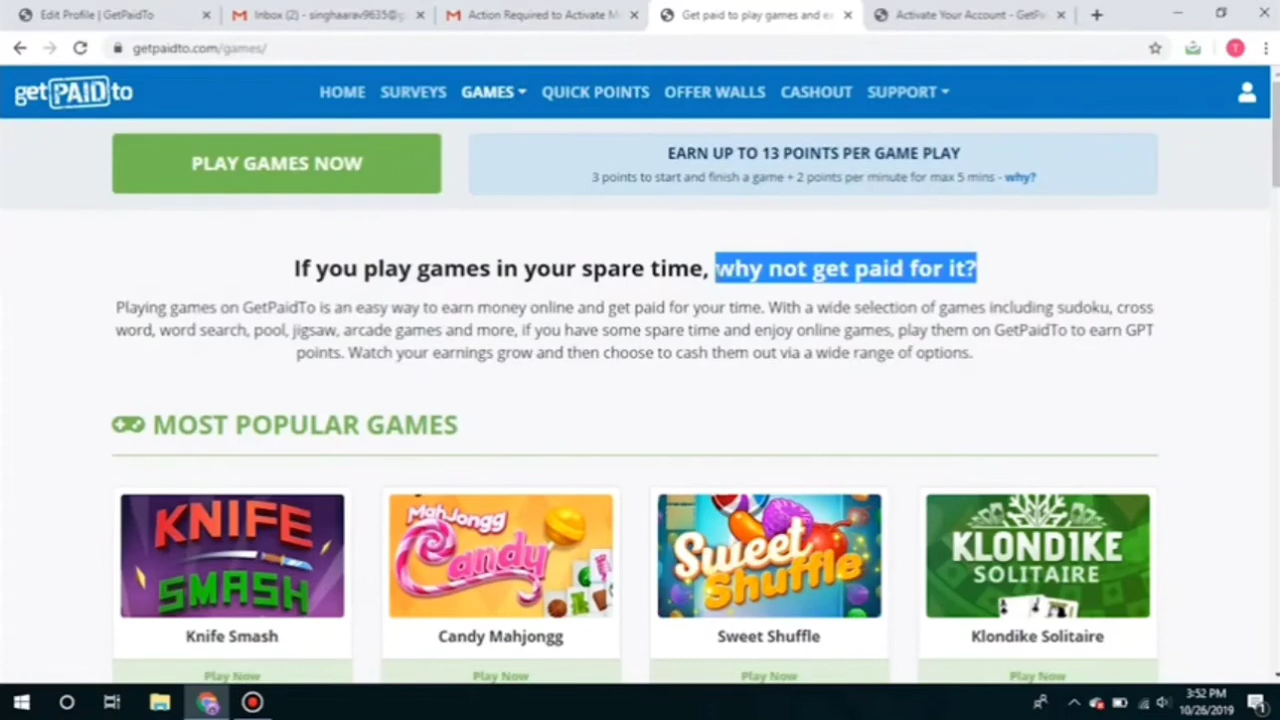 Edit Profile | GetPaidTo
Inbox (2) - singhaarav9635@g
Action Required to Activate M
Get paid to play games and e
Activate Your Account - GetP
getpaidto.com/games/
T
getPAIDto
HOME SURVEYS GAMES QUICK POINTS OFFER WALLS CASHOUT SUPPORT
PLAY GAMES NOW
EARN UP TO 13 POINTS PER GAME PLAY
3 points to start and finish a game + 2 points per minute for max 5 mins - why?
If you play games in your spare time, why not get paid for it?
Playing games on GetPaidTo is an easy way to earn money online and get paid for your time. With a wide selection of games including sudoku, cross
word, word search, pool, jigsaw, arcade games and more, if you have some spare time and enjoy online games, play them on GetPaidTo to earn GPT
points. Watch your earnings grow and then choose to cash them out via a wide range of options.
MOST POPULAR GAMES
KNIFE
SMASH
MahJongg
Candy
Sweet
Shuffle
KLONDIKE
SOLITAIRE
Knife Smash
Candy Mahjongg
Sweet Shuffle
Klondike Solitaire
Play Now
Play Now
Play Now
Play Now
3:52 PM
10/26/2019
1